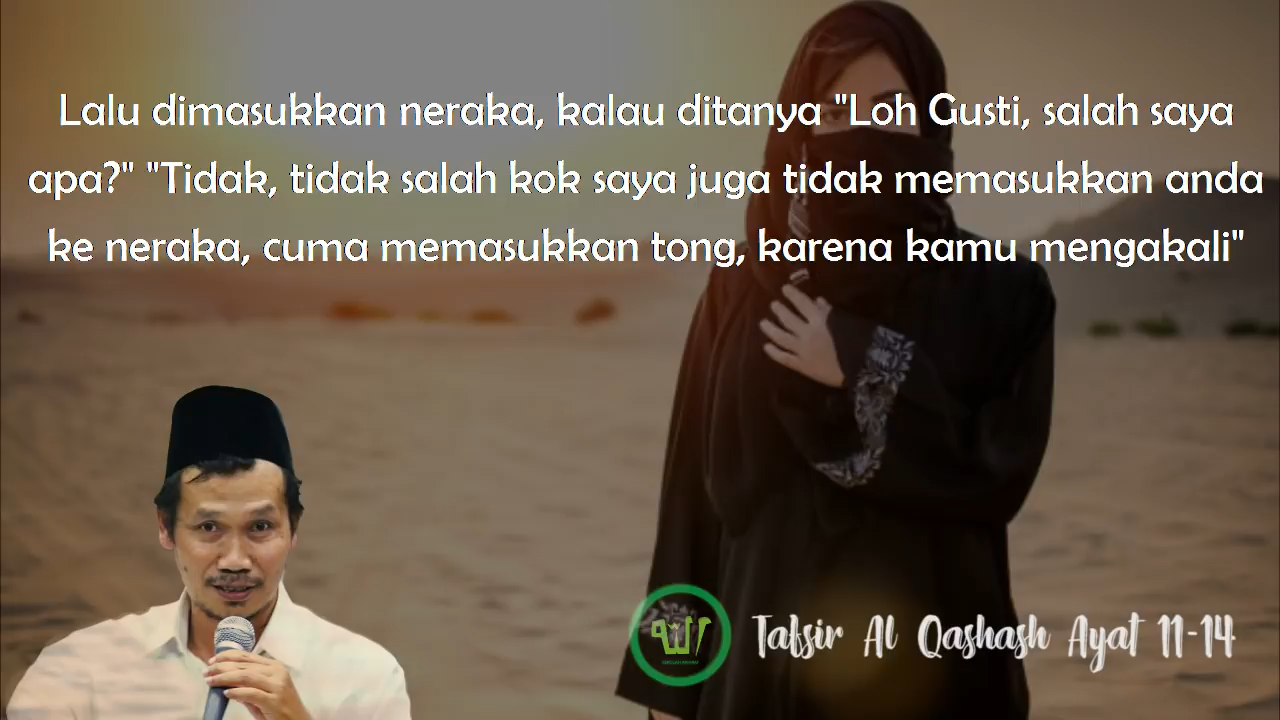 Lalu dimasukkan neraka, kalau ditanya "Loh Gusti, salah saya
apa?" "Tidak, tidak salah kok saya juga tidak memasukkan anda
ke neraka, cuma memasukkan tong, karena kamu mengakali"
Tafsir Al Qashash Ayat 11-14